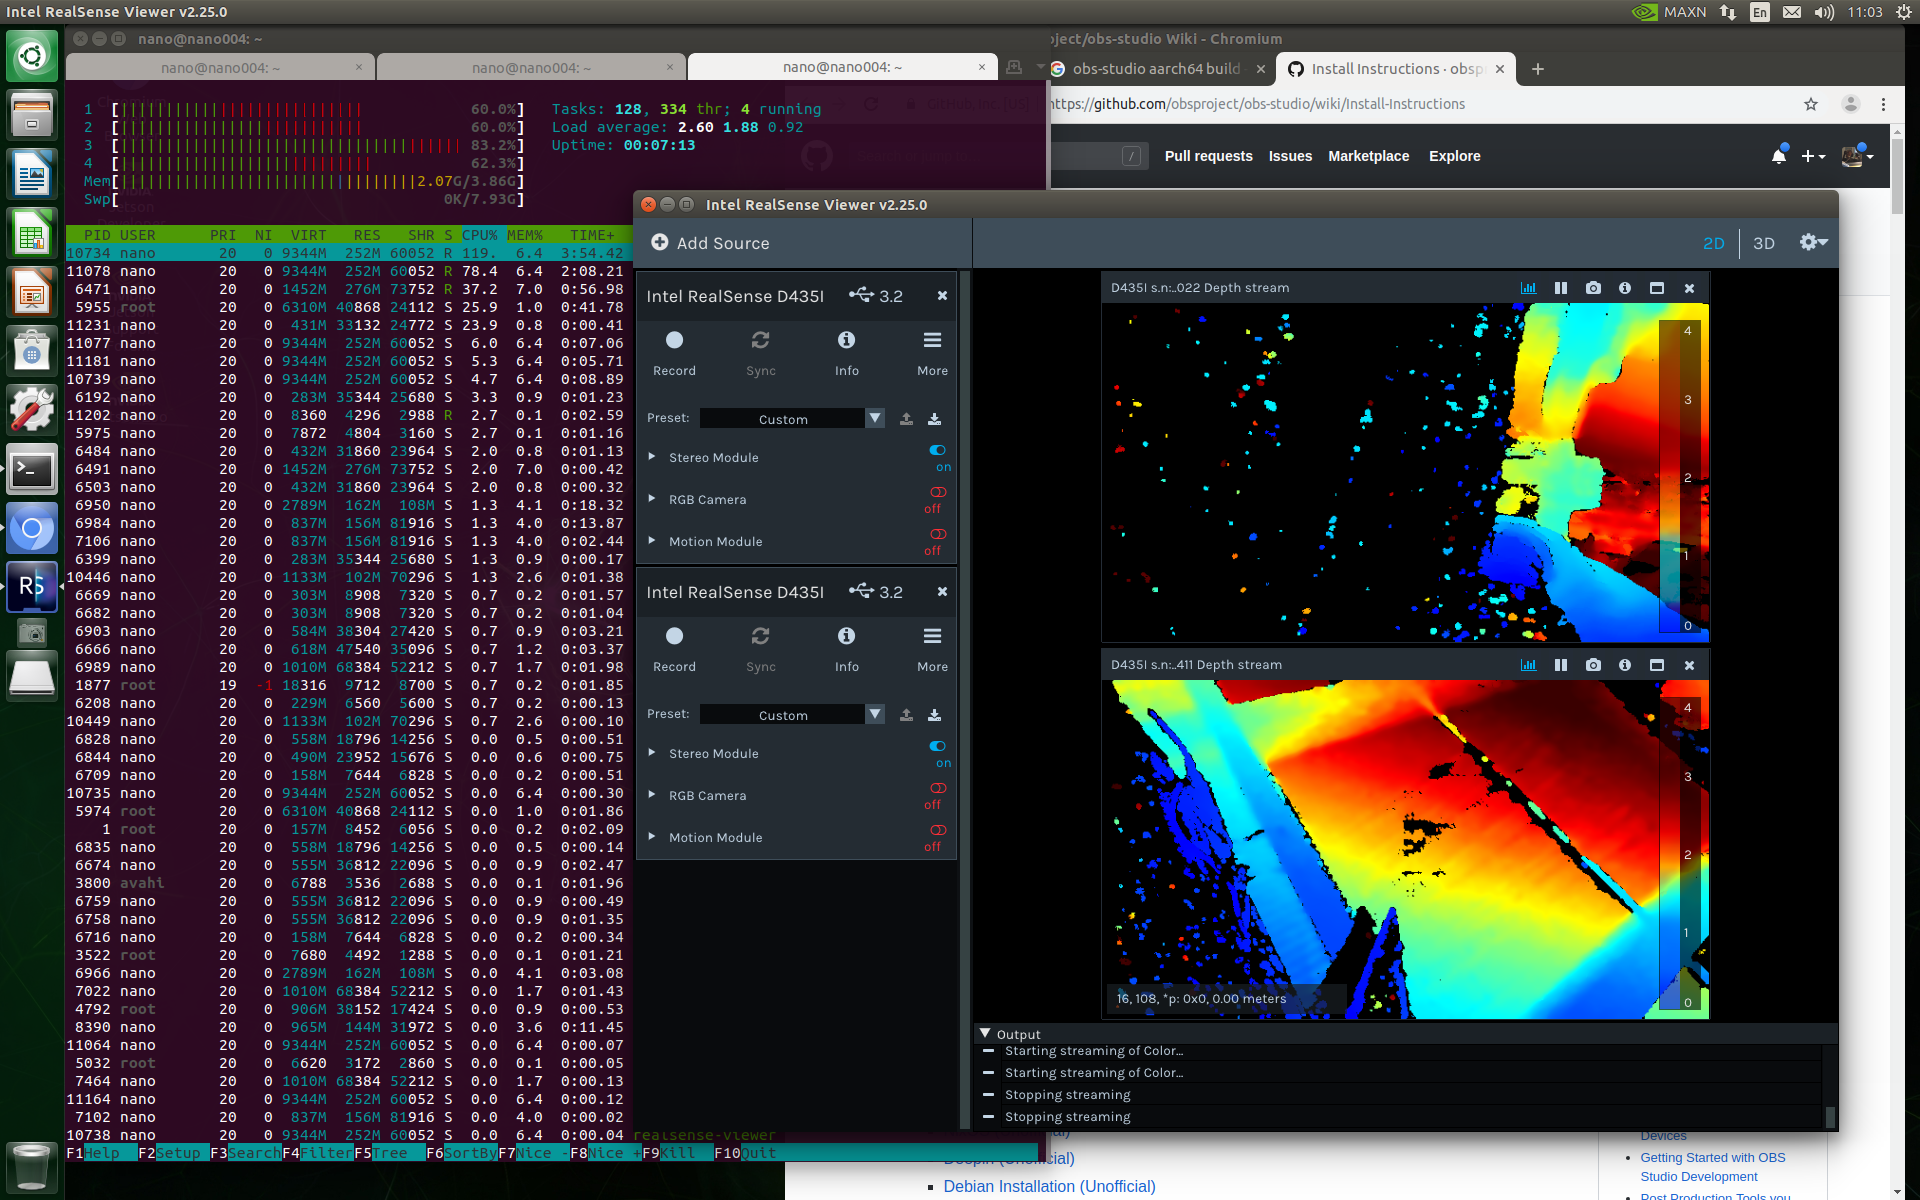 Intel RealSense Viewer v2.25.0
MAXN
En
11:03
nano@nano004: ~
nano@nano004: ~ ×
nano@nano004: ~ ×
nano@nano004: ~ ×
1 [ 60.0%]
2 [ 60.0%]
3 [ 83.2%]
4 [ 62.3%]
Mem[ 2.07G/3.86G]
Swp[ 0K/7.93G]
Tasks: 128, 334 thr; 4 running
Load average: 2.60 1.88 0.92
Uptime: 00:07:13
PID USER PRI NI VIRT RES SHR S CPU% MEM% TIME+
10734 nano 20 0 9344M 252M 60052 R 119. 6.4 3:54.42
11078 nano 20 0 9344M 252M 60052 R 78.4 6.4 2:08.21
6471 nano 20 0 1452M 276M 73752 R 37.2 7.0 0:56.98
5955 root 20 0 6310M 40868 24112 S 25.9 1.0 0:41.78
11231 nano 20 0 431M 33132 24772 S 23.9 0.8 0:00.41
11077 nano 20 0 9344M 252M 60052 S 6.0 6.4 0:07.06
11181 nano 20 0 9344M 252M 60052 S 5.3 6.4 0:05.71
10739 nano 20 0 9344M 252M 60052 S 4.7 6.4 0:08.89
6192 nano 20 0 283M 35344 25680 S 3.3 0.9 0:01.23
11202 nano 20 0 8360 4296 2988 R 2.7 0.1 0:02.59
5975 nano 20 0 7872 4804 3160 S 2.7 0.1 0:01.16
6484 nano 20 0 432M 31860 23964 S 2.0 0.8 0:01.13
6491 nano 20 0 1452M 276M 73752 S 2.0 7.0 0:00.42
6503 nano 20 0 432M 31860 23964 S 2.0 0.8 0:00.32
6950 nano 20 0 2789M 162M 108M S 1.3 4.1 0:18.32
6984 nano 20 0 837M 156M 81916 S 1.3 4.0 0:13.87
7106 nano 20 0 837M 156M 81916 S 1.3 4.0 0:02.44
6399 nano 20 0 283M 35344 25680 S 1.3 0.9 0:00.17
10446 nano 20 0 1133M 102M 70296 S 1.3 2.6 0:01.38
6669 nano 20 0 303M 8908 7320 S 0.7 0.2 0:01.57
6682 nano 20 0 303M 8908 7320 S 0.7 0.2 0:01.04
6903 nano 20 0 584M 38304 27420 S 0.7 0.9 0:03.21
6666 nano 20 0 618M 47540 35096 S 0.7 1.2 0:03.37
6989 nano 20 0 1010M 68384 52212 S 0.7 1.7 0:01.98
1877 root 19 -1 18316 9712 8700 S 0.7 0.2 0:01.85
6208 nano 20 0 229M 6560 5600 S 0.7 0.2 0:00.13
10449 nano 20 0 1133M 102M 70296 S 0.7 2.6 0:00.10
6828 nano 20 0 558M 18796 14256 S 0.0 0.5 0:00.51
6844 nano 20 0 490M 23952 15676 S 0.0 0.6 0:00.75
6709 nano 20 0 158M 7644 6828 S 0.0 0.2 0:00.51
10735 nano 20 0 9344M 252M 60052 S 0.0 6.4 0:00.30
5974 root 20 0 6310M 40868 24112 S 0.0 1.0 0:01.86
1 root 20 0 157M 8452 6056 S 0.0 0.2 0:02.09
6835 nano 20 0 558M 18796 14256 S 0.0 0.5 0:00.14
6674 nano 20 0 555M 36812 22096 S 0.0 0.9 0:02.47
3800 avahi 20 0 6788 3536 2688 S 0.0 0.1 0:01.96
6759 nano 20 0 555M 36812 22096 S 0.0 0.9 0:00.49
6758 nano 20 0 555M 36812 22096 S 0.0 0.9 0:01.35
6716 nano 20 0 158M 7644 6828 S 0.0 0.2 0:00.34
3522 root 20 0 7680 4492 1288 S 0.0 0.1 0:01.21
6966 nano 20 0 2789M 162M 108M S 0.0 4.1 0:03.08
7022 nano 20 0 1010M 68384 52212 S 0.0 1.7 0:01.43
4792 root 20 0 906M 38152 17424 S 0.0 0.9 0:00.53
8390 nano 20 0 965M 144M 31972 S 0.0 3.6 0:11.45
11064 nano 20 0 9344M 252M 60052 S 0.0 6.4 0:00.07
5032 root 20 0 6620 3172 2860 S 0.0 0.1 0:00.05
7464 nano 20 0 1010M 68384 52212 S 0.0 1.7 0:00.13
11164 nano 20 0 9344M 252M 60052 S 0.0 6.4 0:00.12
7102 nano 20 0 837M 156M 81916 S 0.0 4.0 0:00.02
10738 nano 20 0 9344M 252M 60052 S 0.0 6.4 0:00.04 realsense-viewer
F1Help F2Setup F3SearchF4FilterF5Tree F6SortByF7Nice -F8Nice +F9Kill F10Quit
oject/obs-studio Wiki - Chromium
obs-studio aarch64 build
Install Instructions · obsp
https://github.com/obsproject/obs-studio/wiki/Install-Instructions
/ Pull requests Issues Marketplace Explore
Intel RealSense Viewer v2.25.0
Add Source
2D 3D
Intel RealSense D435I 3.2
Record Sync Info More
Preset: Custom
Stereo Module on
RGB Camera off
Motion Module off
Intel RealSense D435I 3.2
Record Sync Info More
Preset: Custom
Stereo Module on
RGB Camera off
Motion Module off
RS
D435I s.n:..022 Depth stream
4
3
2
1
0
D435I s.n:..411 Depth stream
4
3
2
1
0
16, 108, *p: 0x0, 0.00 meters
Output
Starting streaming of Color...
Starting streaming of Color...
Stopping streaming
Stopping streaming
Debian Installation (Unofficial)
Devices
Getting Started with OBS
Studio Development
Post Production Tools you